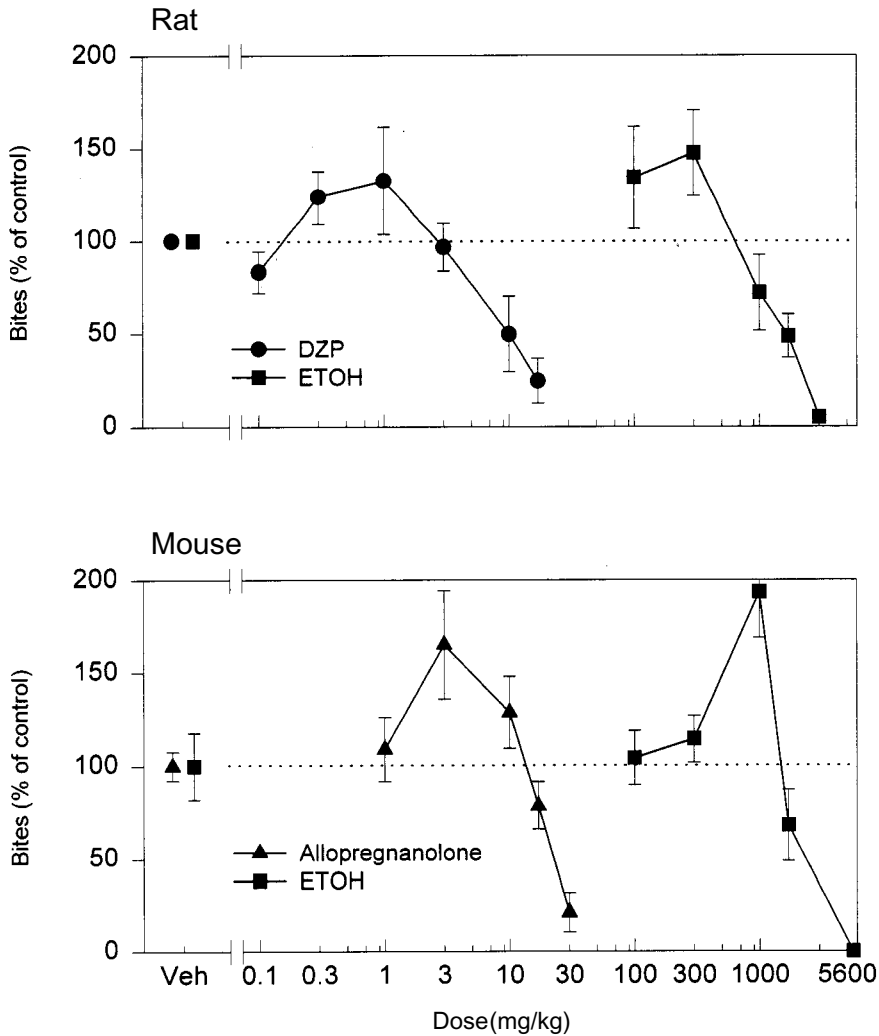 Rat
200
150
100
50
0
Bites (% of control)
DZP
ETOH
Mouse
200
150
100
50
0
Bites (% of control)
Allopregnanolone
ETOH
Veh 0.1 0.3 1 3 10 30 100 300 1000 5600
Dose(mg/kg)